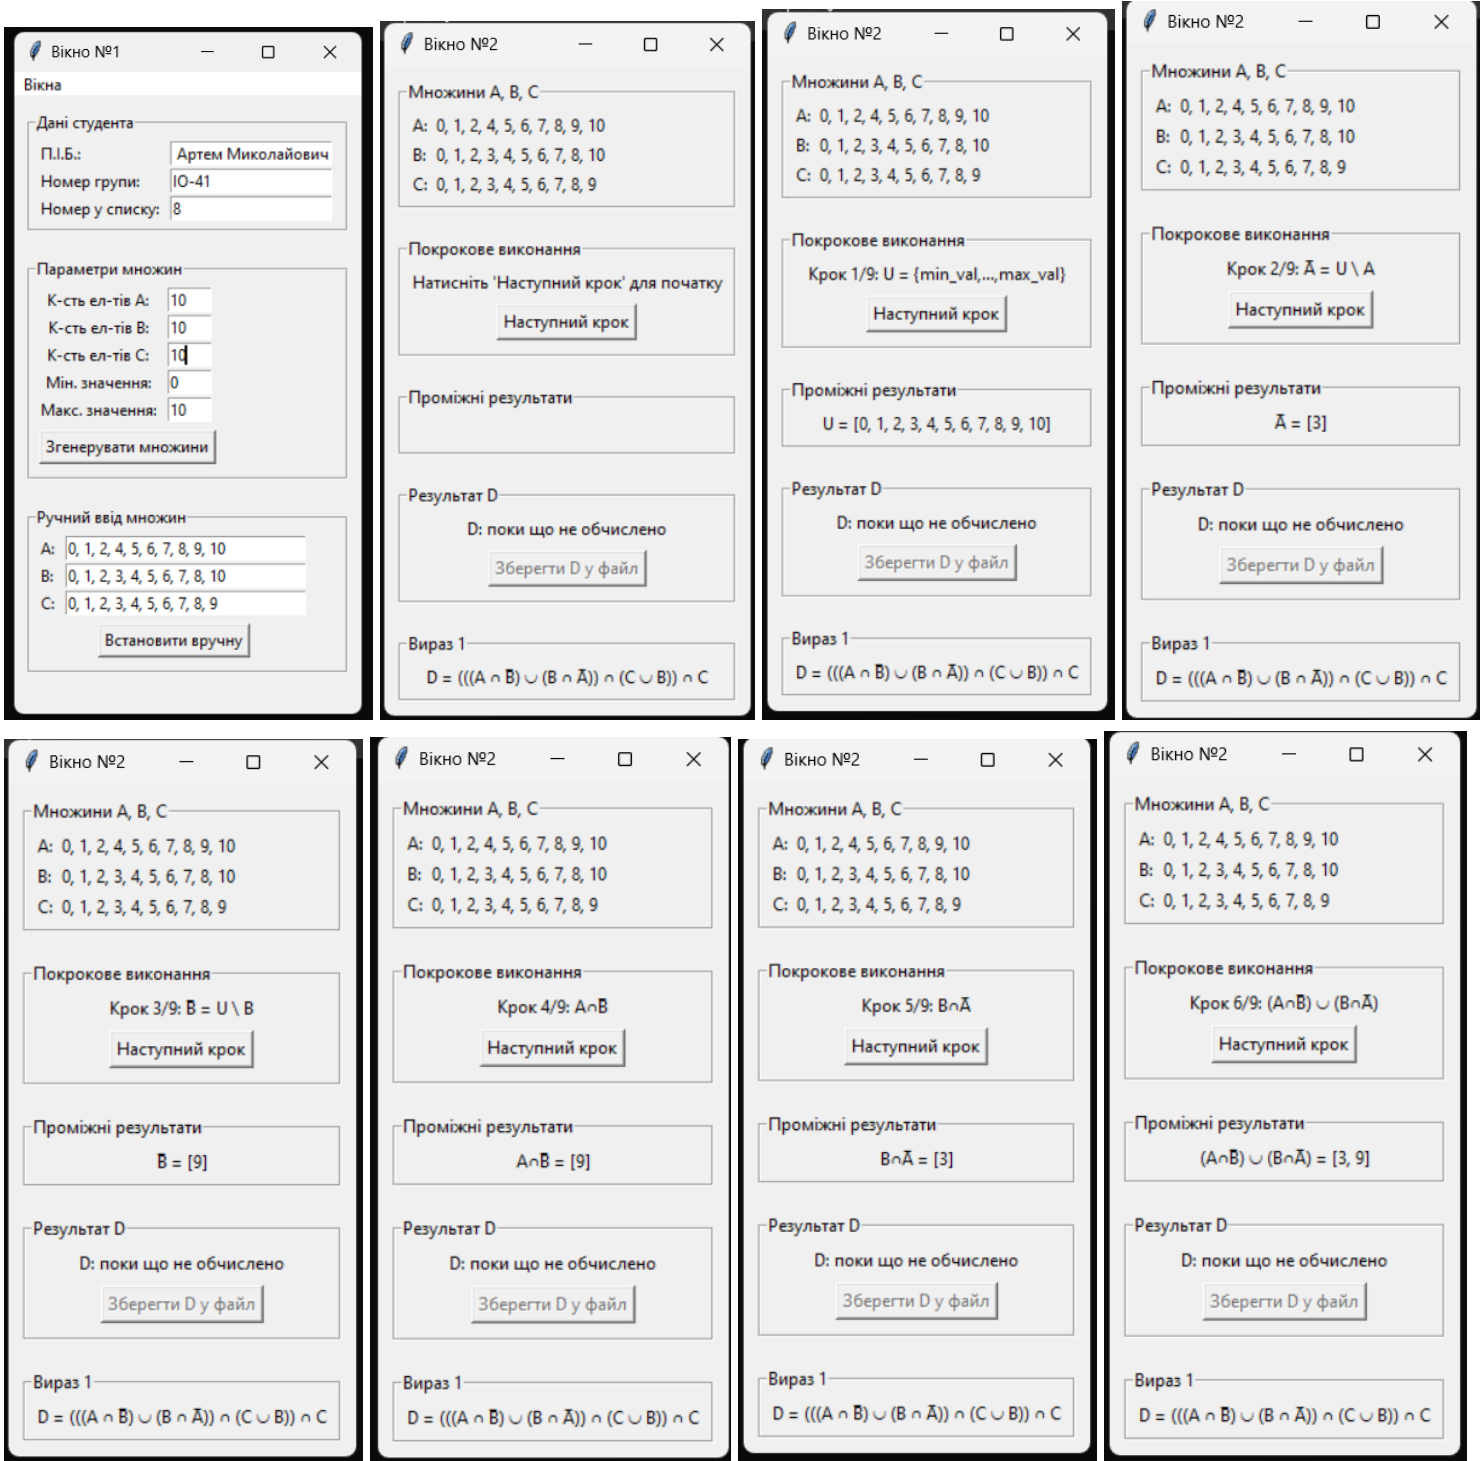 Вікно №1
Вікна
Дані студента
П.І.Б.: Артем Миколайович
Номер групи: ІО-41
Номер у списку: 8
Параметри множин
К-сть ел-тів A: 10
К-сть ел-тів B: 10
К-сть ел-тів C: 10
Мін. значення: 0
Макс. значення: 10
Згенерувати множини
Ручний ввід множин
A: 0, 1, 2, 4, 5, 6, 7, 8, 9, 10
B: 0, 1, 2, 3, 4, 5, 6, 7, 8, 10
C: 0, 1, 2, 3, 4, 5, 6, 7, 8, 9
Встановити вручну
Вікно №2
Множини A, B, C
A: 0, 1, 2, 4, 5, 6, 7, 8, 9, 10
B: 0, 1, 2, 3, 4, 5, 6, 7, 8, 10
C: 0, 1, 2, 3, 4, 5, 6, 7, 8, 9
Покрокове виконання
Натисніть 'Наступний крок' для початку
Наступний крок
Проміжні результати
Результат D
D: поки що не обчислено
Зберегти D у файл
Вираз 1
D = (((A ∩ B̅) ∪ (B ∩ A̅)) ∩ (C ∪ B)) ∩ C
Вікно №2
Множини A, B, C
A: 0, 1, 2, 4, 5, 6, 7, 8, 9, 10
B: 0, 1, 2, 3, 4, 5, 6, 7, 8, 10
C: 0, 1, 2, 3, 4, 5, 6, 7, 8, 9
Покрокове виконання
Крок 1/9: U = {min_val,...,max_val}
Наступний крок
Проміжні результати
U = [0, 1, 2, 3, 4, 5, 6, 7, 8, 9, 10]
Результат D
D: поки що не обчислено
Зберегти D у файл
Вираз 1
D = (((A ∩ B̅) ∪ (B ∩ A̅)) ∩ (C ∪ B)) ∩ C
Вікно №2
Множини A, B, C
A: 0, 1, 2, 4, 5, 6, 7, 8, 9, 10
B: 0, 1, 2, 3, 4, 5, 6, 7, 8, 10
C: 0, 1, 2, 3, 4, 5, 6, 7, 8, 9
Покрокове виконання
Крок 2/9: A̅ = U \ A
Наступний крок
Проміжні результати
A̅ = [3]
Результат D
D: поки що не обчислено
Зберегти D у файл
Вираз 1
D = (((A ∩ B̅) ∪ (B ∩ A̅)) ∩ (C ∪ B)) ∩ C
Вікно №2
Множини A, B, C
A: 0, 1, 2, 4, 5, 6, 7, 8, 9, 10
B: 0, 1, 2, 3, 4, 5, 6, 7, 8, 10
C: 0, 1, 2, 3, 4, 5, 6, 7, 8, 9
Покрокове виконання
Крок 3/9: B̅ = U \ B
Наступний крок
Проміжні результати
B̅ = [9]
Результат D
D: поки що не обчислено
Зберегти D у файл
Вираз 1
D = (((A ∩ B̅) ∪ (B ∩ A̅)) ∩ (C ∪ B)) ∩ C
Вікно №2
Множини A, B, C
A: 0, 1, 2, 4, 5, 6, 7, 8, 9, 10
B: 0, 1, 2, 3, 4, 5, 6, 7, 8, 10
C: 0, 1, 2, 3, 4, 5, 6, 7, 8, 9
Покрокове виконання
Крок 4/9: A∩B̅
Наступний крок
Проміжні результати
A∩B̅ = [9]
Результат D
D: поки що не обчислено
Зберегти D у файл
Вираз 1
D = (((A ∩ B̅) ∪ (B ∩ A̅)) ∩ (C ∪ B)) ∩ C
Вікно №2
Множини A, B, C
A: 0, 1, 2, 4, 5, 6, 7, 8, 9, 10
B: 0, 1, 2, 3, 4, 5, 6, 7, 8, 10
C: 0, 1, 2, 3, 4, 5, 6, 7, 8, 9
Покрокове виконання
Крок 5/9: B∩A̅
Наступний крок
Проміжні результати
B∩A̅ = [3]
Результат D
D: поки що не обчислено
Зберегти D у файл
Вираз 1
D = (((A ∩ B̅) ∪ (B ∩ A̅)) ∩ (C ∪ B)) ∩ C
Вікно №2
Множини A, B, C
A: 0, 1, 2, 4, 5, 6, 7, 8, 9, 10
B: 0, 1, 2, 3, 4, 5, 6, 7, 8, 10
C: 0, 1, 2, 3, 4, 5, 6, 7, 8, 9
Покрокове виконання
Крок 6/9: (A∩B̅) ∪ (B∩A̅)
Наступний крок
Проміжні результати
(A∩B̅) ∪ (B∩A̅) = [3, 9]
Результат D
D: поки що не обчислено
Зберегти D у файл
Вираз 1
D = (((A ∩ B̅) ∪ (B ∩ A̅)) ∩ (C ∪ B)) ∩ C